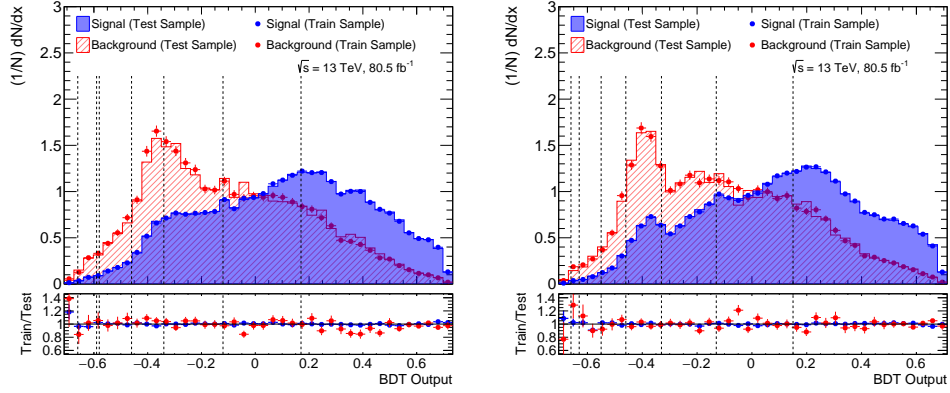 (1/N) dN/dx
3
2.5
2
1.5
1
0.5
0
Signal (Test Sample) Signal (Train Sample)
Background (Test Sample) Background (Train Sample)
√s = 13 TeV, 80.5 fb⁻¹
Train/Test
1.4
1.2
1
0.8
0.6
−0.6 −0.4 −0.2 0 0.2 0.4 0.6
BDT Output
(1/N) dN/dx
3
2.5
2
1.5
1
0.5
0
Signal (Test Sample) Signal (Train Sample)
Background (Test Sample) Background (Train Sample)
√s = 13 TeV, 80.5 fb⁻¹
Train/Test
1.4
1.2
1
0.8
0.6
−0.6 −0.4 −0.2 0 0.2 0.4 0.6
BDT Output